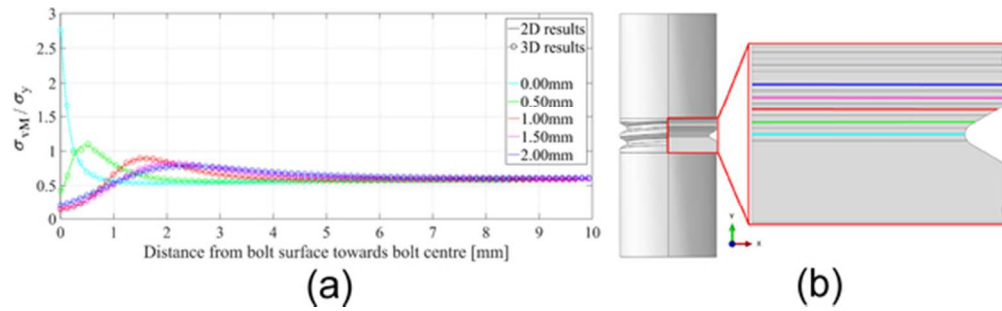 3
2.5
2
1.5
1
0.5
0
σvM / σy
0 1 2 3 4 5 6 7 8 9 10
Distance from bolt surface towards bolt centre [mm]
2D results
3D results
0.00mm
0.50mm
1.00mm
1.50mm
2.00mm
(a)
Y
X
(b)